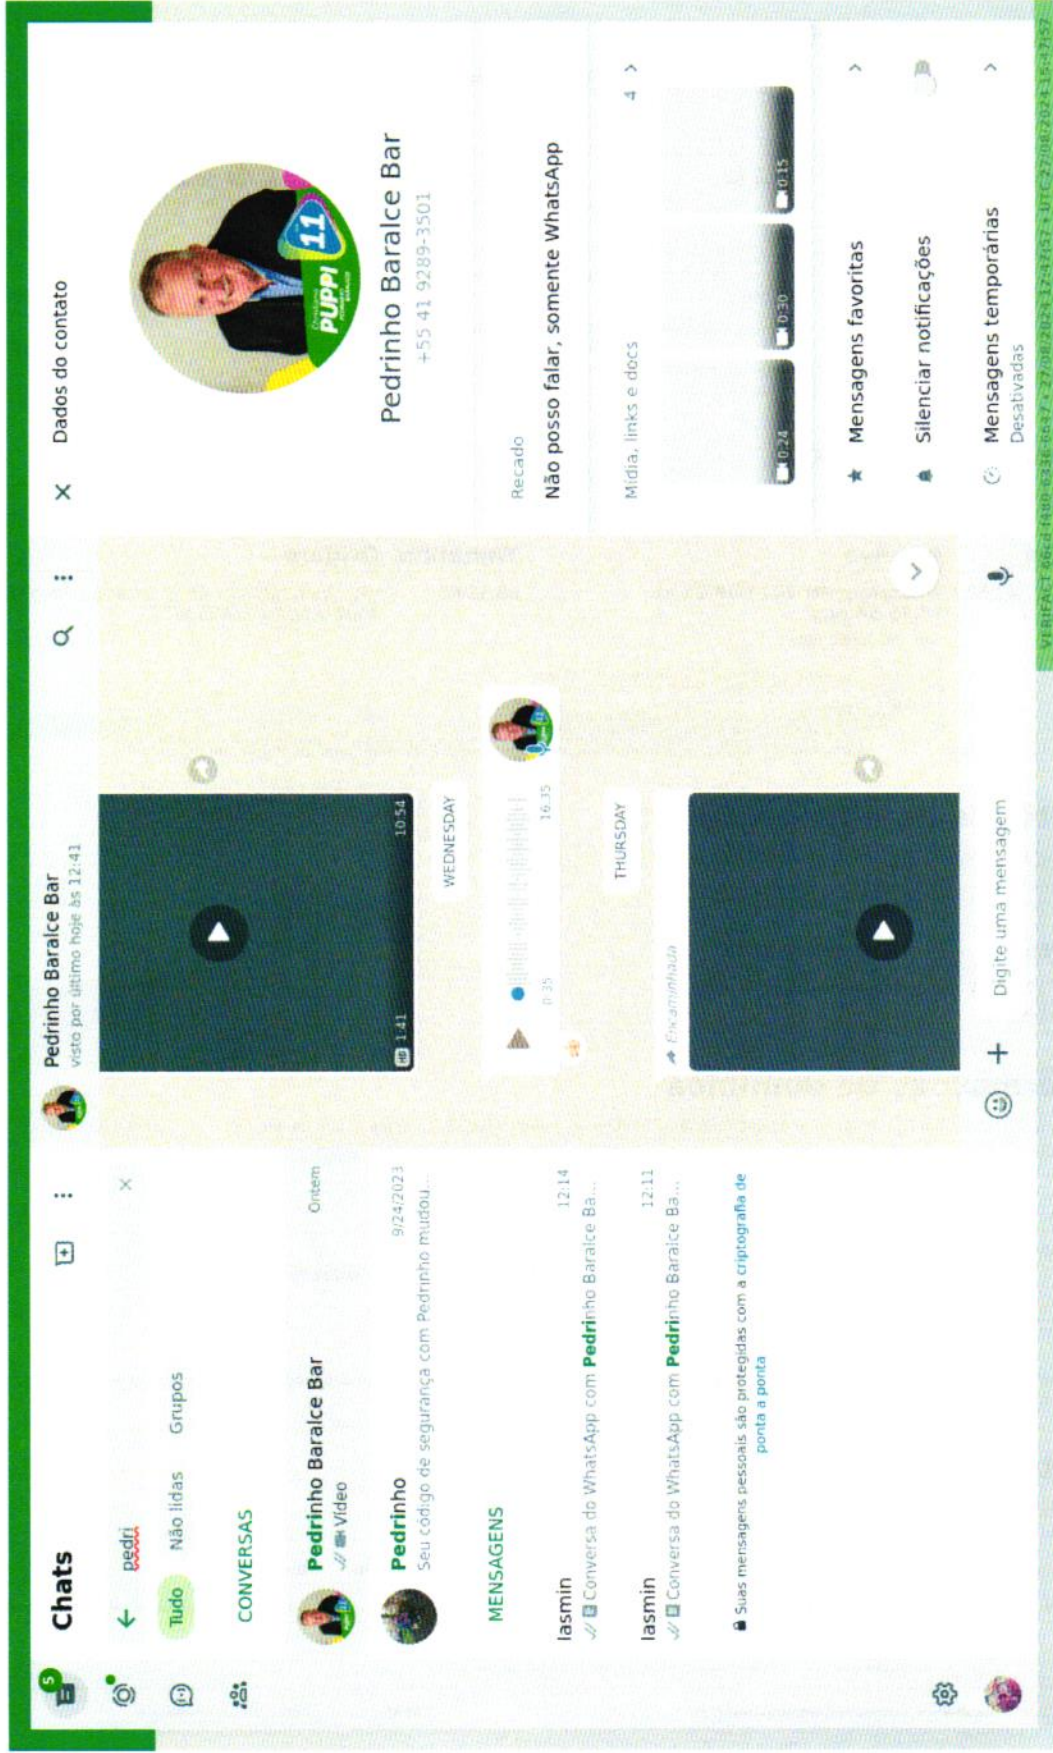 5
Chats
pedri
Tudo
Não lidas
Grupos
CONVERSAS
Pedrinho Baralce Bar
Ontem
Vídeo
Pedrinho
9/24/2023
Seu código de segurança com Pedrinho mudou...
MENSAGENS
Iasmin
12:14
Conversa do WhatsApp com Pedrinho Baralce Ba...
Iasmin
12:11
Conversa do WhatsApp com Pedrinho Baralce Ba...
Suas mensagens pessoais são protegidas com a criptografia de
ponta a ponta
Pedrinho Baralce Bar
visto por último hoje às 12:41
HD 1:41
10:54
WEDNESDAY
0:35
16:35
THURSDAY
Encaminhada
Digite uma mensagem
Dados do contato
PUPPI
11
Pedrinho Baralce Bar
+55 41 9289-3501
Recado
Não posso falar, somente WhatsApp
Mídia, links e docs
4
0:24
0:30
0:15
Mensagens favoritas
Silenciar notificações
Mensagens temporárias
Desativadas